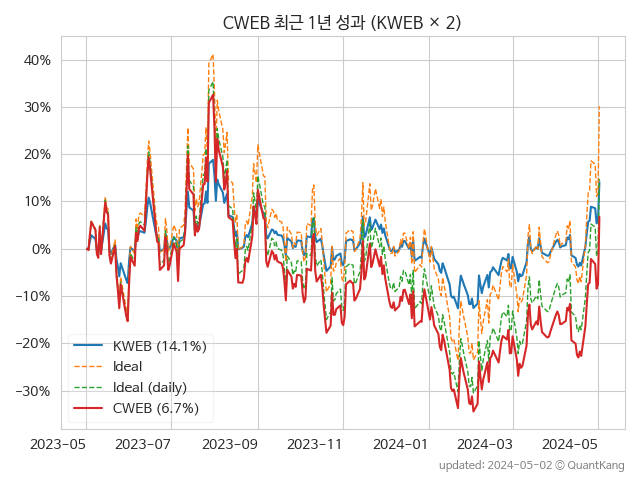 CWEB 최근 1년 성과 (KWEB × 2)
40%
30%
20%
10%
0%
−10%
−20%
−30%
KWEB (14.1%)
Ideal
Ideal (daily)
CWEB (6.7%)
2023-05 2023-07 2023-09 2023-11 2024-01 2024-03 2024-05
updated: 2024-05-02 © QuantKang